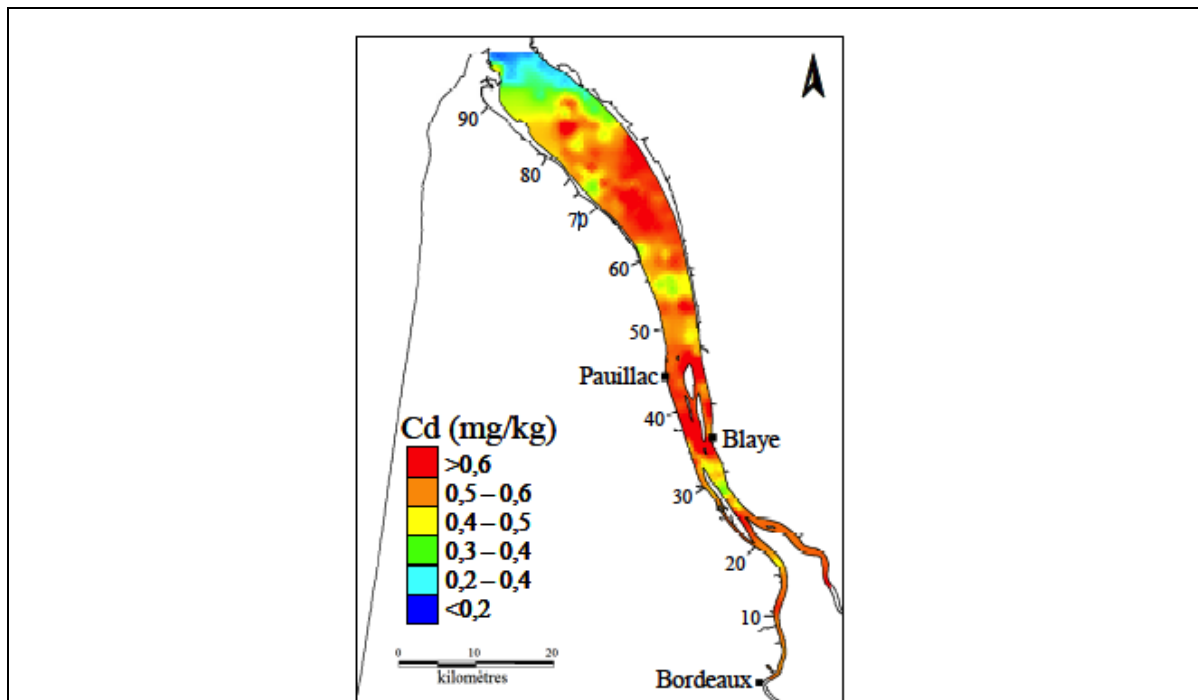 90
80
70
60
50
Pauillac
40
Blaye
30
20
10
Bordeaux
Cd (mg/kg)
>0,6
0,5 – 0,6
0,4 – 0,5
0,3 – 0,4
0,2 – 0,4
<0,2
0 10 20
kilomètres